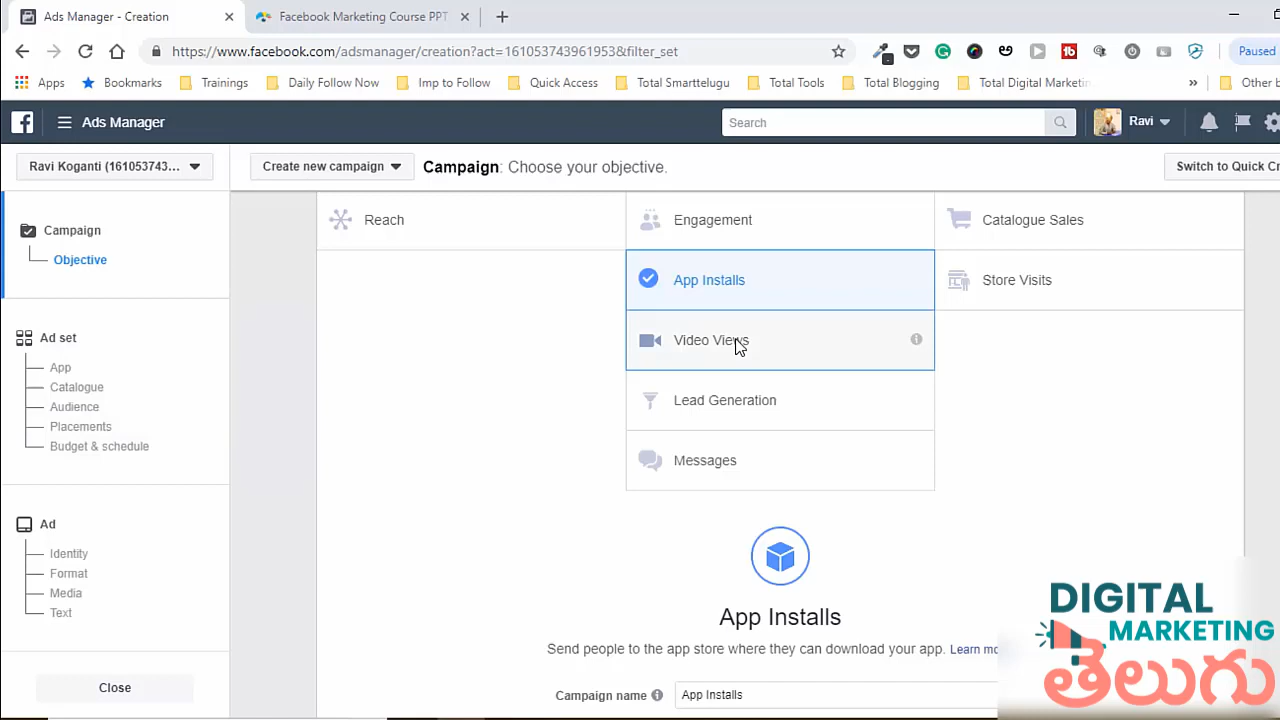 Ads Manager - Creation
Facebook Marketing Course PPT
https://www.facebook.com/adsmanager/creation?act=161053743961953&filter_set
Paused
Apps
Bookmarks
Trainings
Daily Follow Now
Imp to Follow
Quick Access
Total Smarttelugu
Total Tools
Total Blogging
Total Digital Marketin
»
Other b
Ads Manager
Search
Ravi
Ravi Koganti (161053743...
Create new campaign
Campaign: Choose your objective.
Switch to Quick Cr
Reach
Engagement
Catalogue Sales
Campaign
Objective
App Installs
Store Visits
Video Views
Ad set
App
Catalogue
Audience
Placements
Budget & schedule
Lead Generation
Messages
Ad
Identity
Format
Media
Text
App Installs
Send people to the app store where they can download your app. Learn mo
Campaign name
App Installs
Close
DIGITAL
MARKETING
తెలుగు